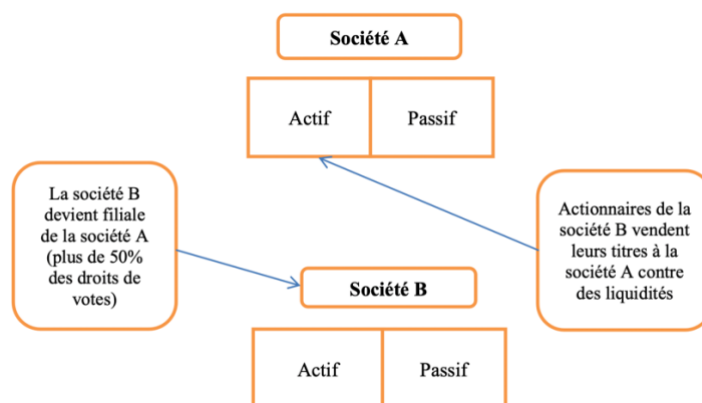 Société A
Actif
Passif
La société B
devient filiale
de la société A
(plus de 50%
des droits de
votes)
Actionnaires de la
société B vendent
leurs titres à la
société A contre
des liquidités
Société B
Actif
Passif